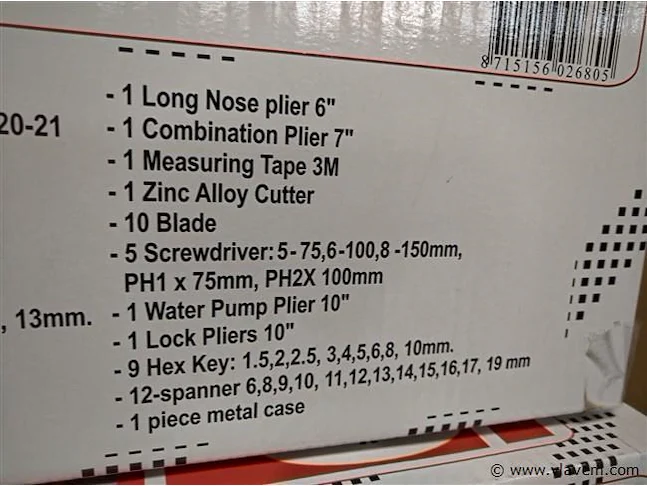 8 715156 026805
- 1 Long Nose plier 6"
20-21
- 1 Combination Plier 7"
- 1 Measuring Tape 3M
- 1 Zinc Alloy Cutter
- 10 Blade
- 5 Screwdriver: 5- 75,6-100,8 -150mm,
PH1 x 75mm, PH2X 100mm
, 13mm.
- 1 Water Pump Plier 10"
- 1 Lock Pliers 10"
- 9 Hex Key: 1.5,2,2.5, 3,4,5,6,8, 10mm.
- 12-spanner 6,8,9,10, 11,12,13,14,15,16,17, 19 mm
- 1 piece metal case
© www.vlavem.com